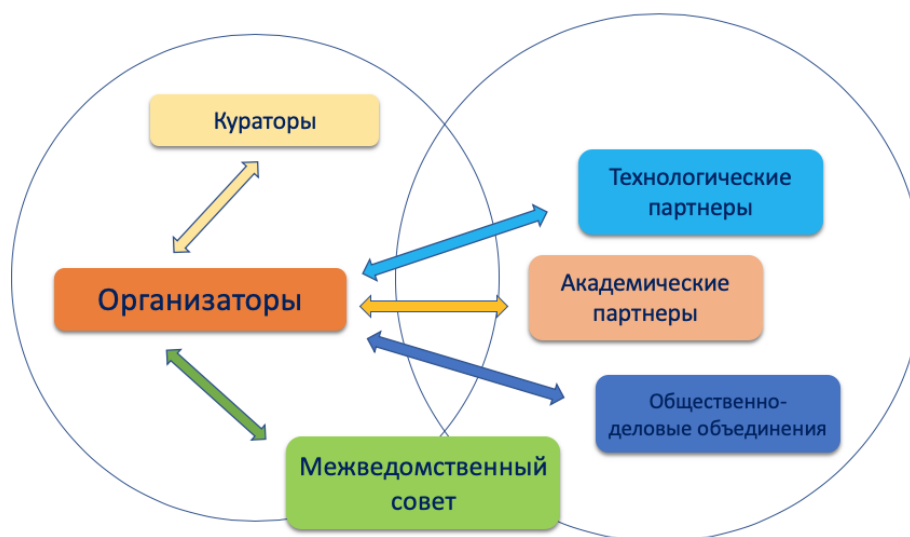 Кураторы
Технологические
партнеры
Организаторы
Академические
партнеры
Общественно-
деловые объединения
Межведомственный
совет